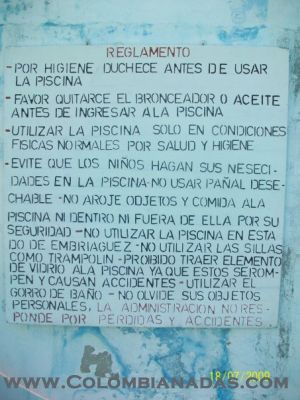 REGLAMENTO
-POR HIGIENE DUCHECE ANTES DE USAR
LA PISCINA
-FAVOR QUITARCE EL BRONCEADOR O ACEITE
ANTES DE INGRESAR A LA PISCINA
-UTILIZAR LA PISCINA SOLO EN CONDICIONES
FISICAS NORMALES POR SALUD Y HIGIENE
-EVITE QUE LOS NIÑOS HAGAN SUS NESECI-
DADES EN LA PISCINA-NO USAR PAÑAL DESE-
CHABLE -NO AROJE OBJETOS Y COMIDA ALA
PISCINA NI DENTRO NI FUERA DE ELLA POR SU
SEGURIDAD -NO UTILIZAR LA PISCINA EN ESTA
DO DE EMBRIAGUEZ -NO UTILIZAR LAS SILLAS
COMO TRAMPOLIN -PROIBIDO TRAER ELEMENTO
DE VIDRIO ALA PISCINA YA QUE ESTOS SEIROM-
PEN Y CAUSAN ACCIDENTES -UTILIZAR EL
GORRO DE BAÑO -NO OLVIDE SUS OBJETOS
PERSONALES, LA ADMINISTRACION NO RES-
PONDE POR PERDIDAS Y ACCIDENTES
18/07/2009
WWW.COLOMBIANADAS.COM